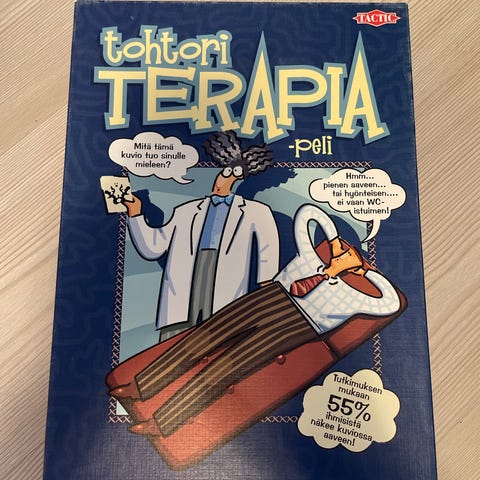 TACTIC
tohtori
TERAPIA
-peli
Mitä tämä
kuvio tuo sinulle
mieleen?
Hmm...
pienen aaveen...
tai hyönteisen....
ei vaan WC-
istuimen!
Tutkimuksen
mukaan
55%
ihmisistä
näkee kuviossa
aaveen!